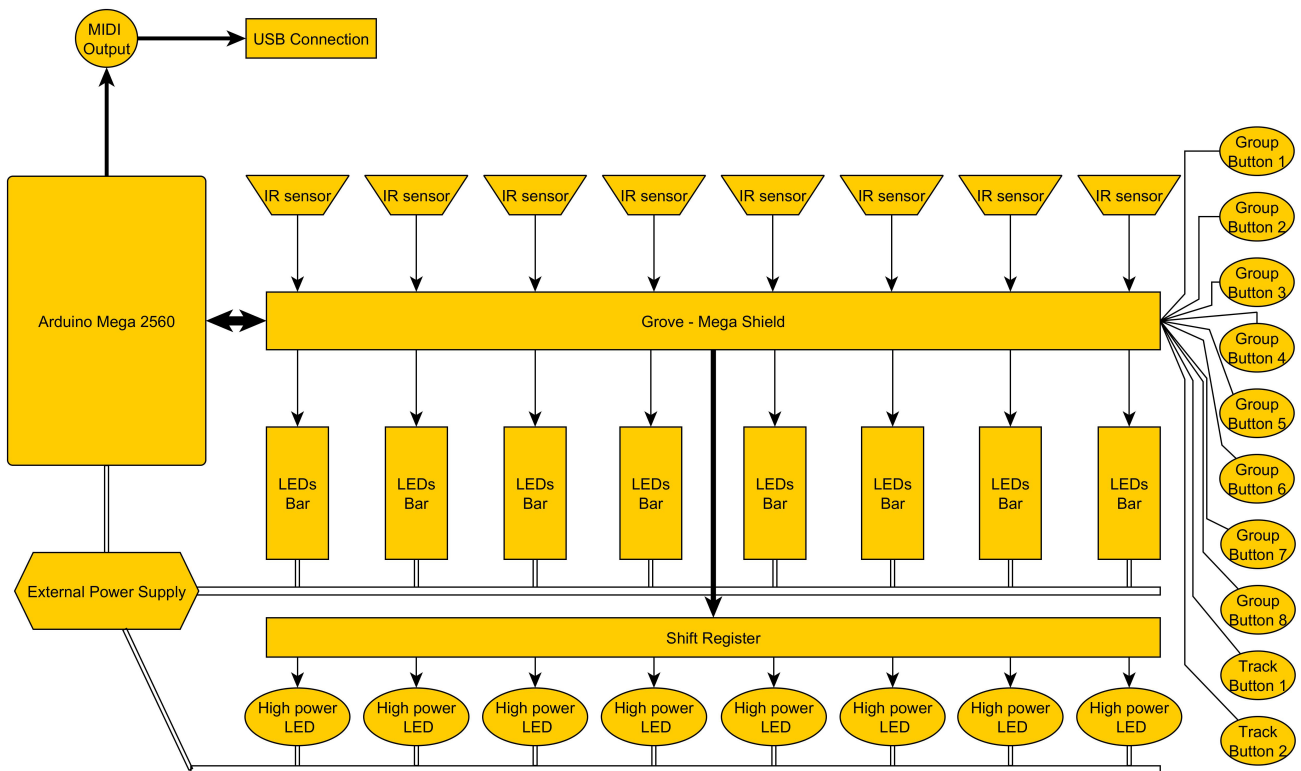 MIDI
Output
USB Connection
Group
Button 1
IR sensor
IR sensor
IR sensor
IR sensor
IR sensor
IR sensor
IR sensor
IR sensor
Group
Button 2
Group
Button 3
Arduino Mega 2560
Grove - Mega Shield
Group
Button 4
Group
Button 5
LEDs
Bar
LEDs
Bar
LEDs
Bar
LEDs
Bar
LEDs
Bar
LEDs
Bar
LEDs
Bar
LEDs
Bar
Group
Button 6
Group
Button 7
External Power Supply
Group
Button 8
Shift Register
Track
Button 1
High power
LED
High power
LED
High power
LED
High power
LED
High power
LED
High power
LED
High power
LED
High power
LED
Track
Button 2